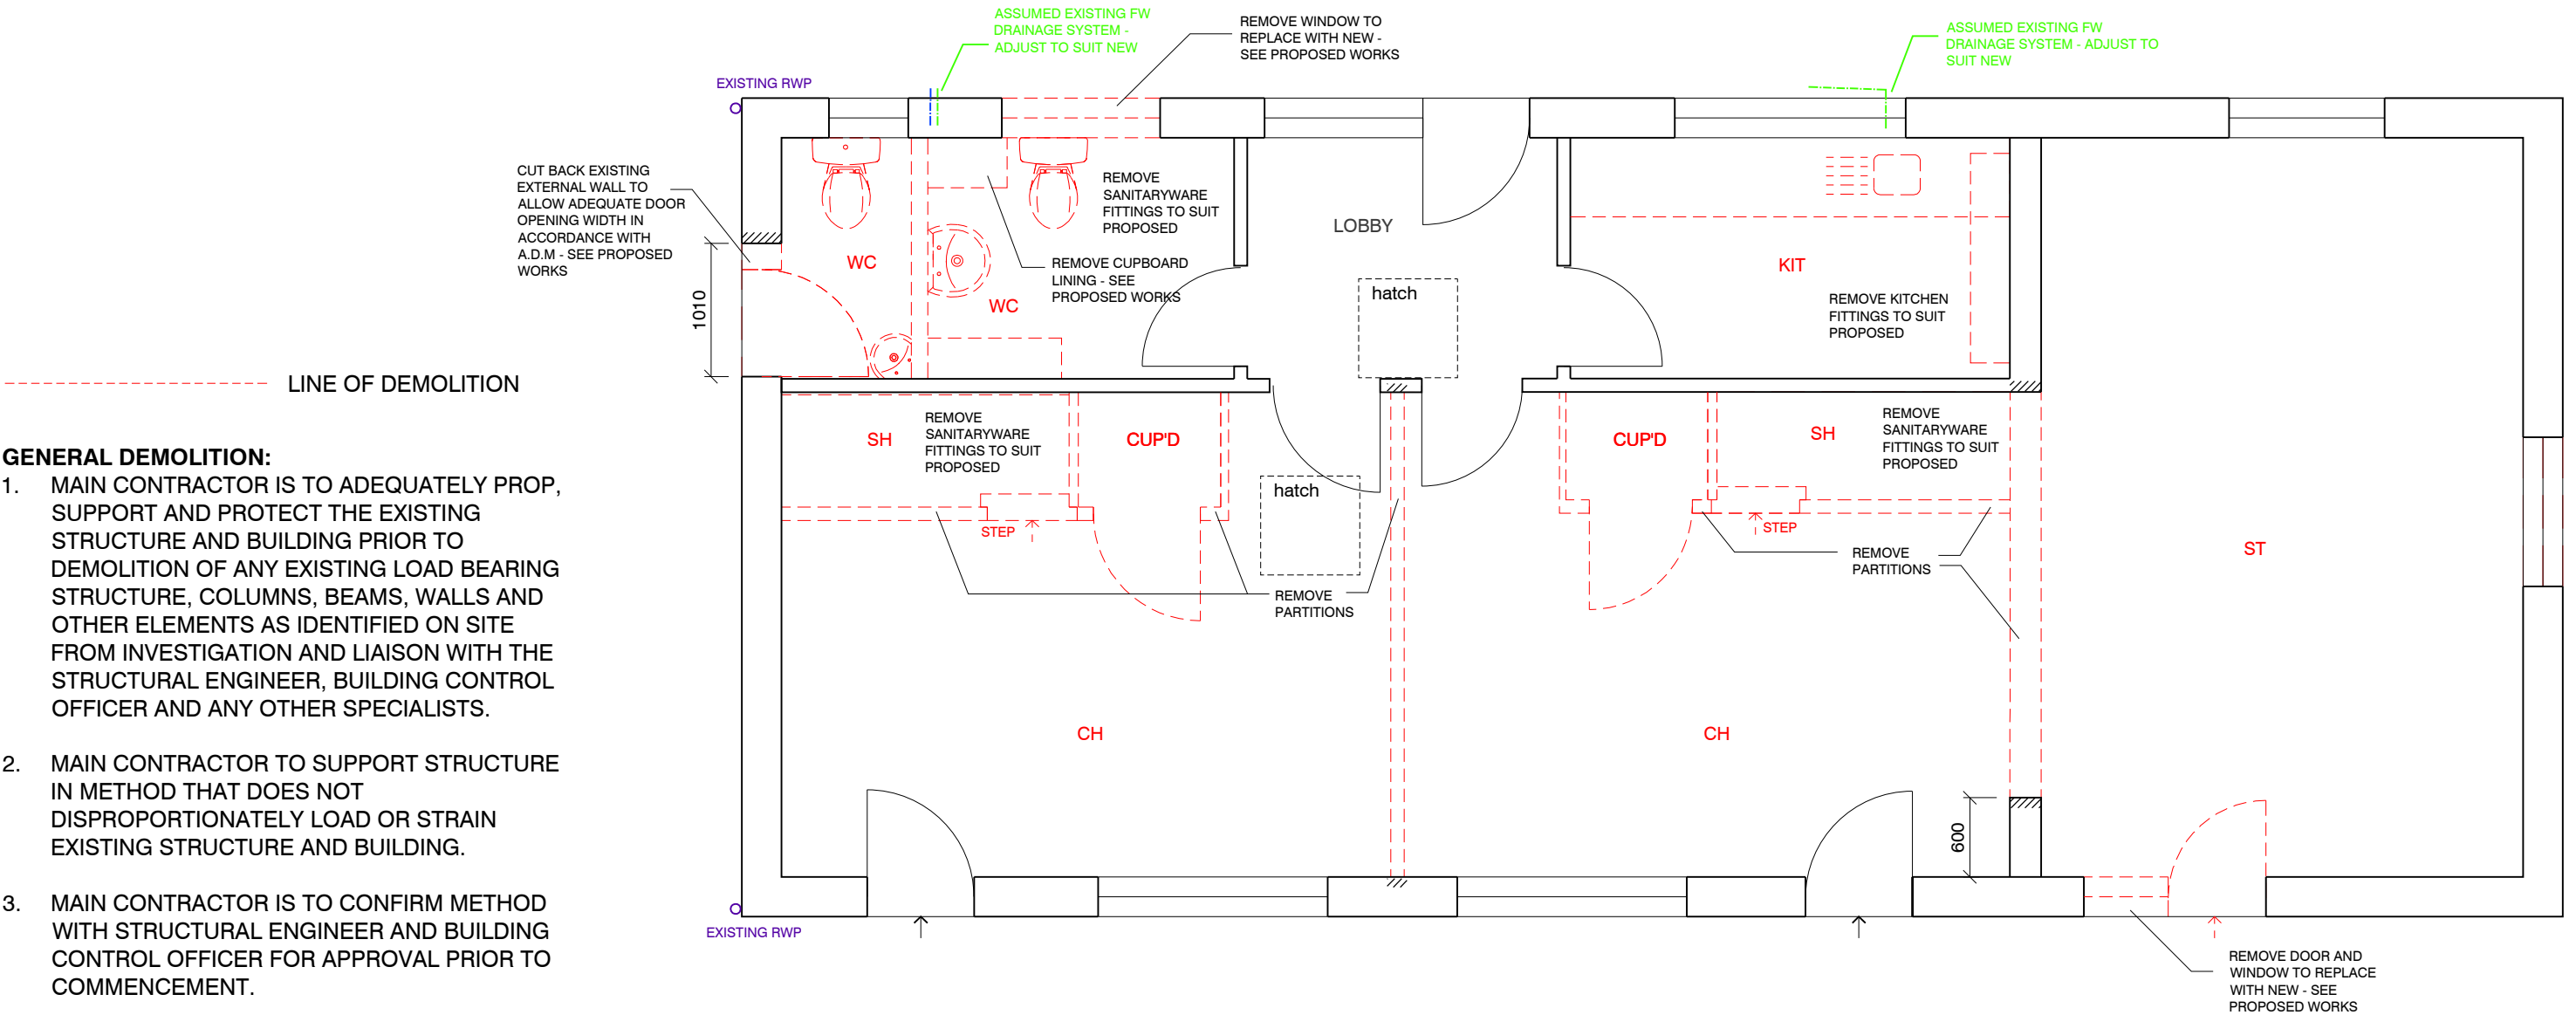 ASSUMED EXISTING FW
DRAINAGE SYSTEM -
ADJUST TO SUIT NEW
REMOVE WINDOW TO
REPLACE WITH NEW -
SEE PROPOSED WORKS
ASSUMED EXISTING FW
DRAINAGE SYSTEM - ADJUST TO
SUIT NEW
EXISTING RWP
CUT BACK EXISTING
EXTERNAL WALL TO
ALLOW ADEQUATE DOOR
OPENING WIDTH IN
ACCORDANCE WITH
A.D.M - SEE PROPOSED
WORKS
REMOVE
SANITARYWARE
FITTINGS TO SUIT
PROPOSED
LOBBY
WC
REMOVE CUPBOARD
LINING - SEE
PROPOSED WORKS
WC
KIT
hatch
REMOVE KITCHEN
FITTINGS TO SUIT
PROPOSED
1010
LINE OF DEMOLITION
SH
REMOVE
SANITARYWARE
FITTINGS TO SUIT
PROPOSED
CUP'D
CUP'D
SH
REMOVE
SANITARYWARE
FITTINGS TO SUIT
PROPOSED
hatch
STEP
STEP
REMOVE
PARTITIONS
REMOVE
PARTITIONS
ST
CH
CH
600
GENERAL DEMOLITION:
1. MAIN CONTRACTOR IS TO ADEQUATELY PROP,
SUPPORT AND PROTECT THE EXISTING
STRUCTURE AND BUILDING PRIOR TO
DEMOLITION OF ANY EXISTING LOAD BEARING
STRUCTURE, COLUMNS, BEAMS, WALLS AND
OTHER ELEMENTS AS IDENTIFIED ON SITE
FROM INVESTIGATION AND LIAISON WITH THE
STRUCTURAL ENGINEER, BUILDING CONTROL
OFFICER AND ANY OTHER SPECIALISTS.
2. MAIN CONTRACTOR TO SUPPORT STRUCTURE
IN METHOD THAT DOES NOT
DISPROPORTIONATELY LOAD OR STRAIN
EXISTING STRUCTURE AND BUILDING.
3. MAIN CONTRACTOR IS TO CONFIRM METHOD
WITH STRUCTURAL ENGINEER AND BUILDING
CONTROL OFFICER FOR APPROVAL PRIOR TO
COMMENCEMENT.
EXISTING RWP
REMOVE DOOR AND
WINDOW TO REPLACE
WITH NEW - SEE
PROPOSED WORKS